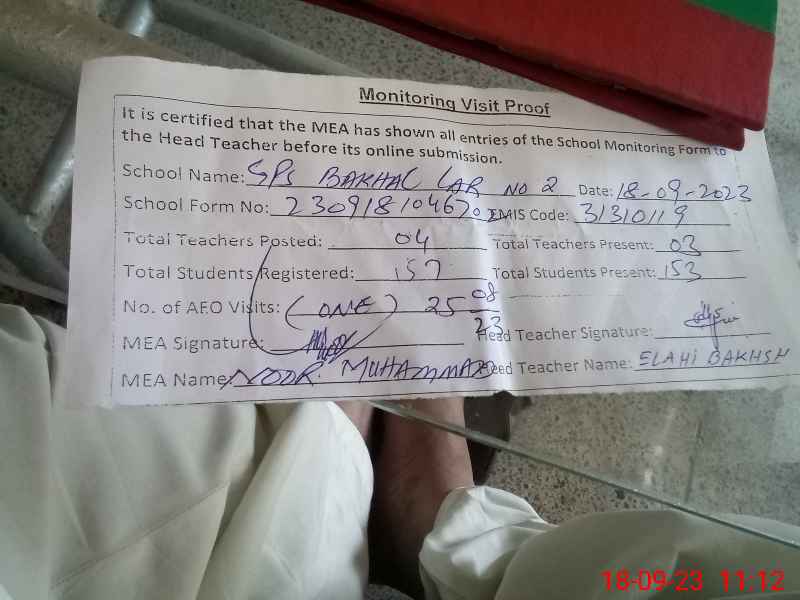 Monitoring Visit Proof
It is certified that the MEA has shown all entries of the School Monitoring Form to
the Head Teacher before its online submission.
School Name: GPS BAKHAL LAR NO 2 Date: 18-09-2023
School Form No: 2309181046702 EMIS Code: 31310119
Total Teachers Posted: 04 Total Teachers Present: 03
Total Students Registered: 157 Total Students Present: 153
No. of AEO Visits: (ONE) 25 08 23
MEA Signature: Head Teacher Signature:
MEA Name: NOOR MUHAMMAD Head Teacher Name: ELAHI BAKHSH
18-09-23 11:12